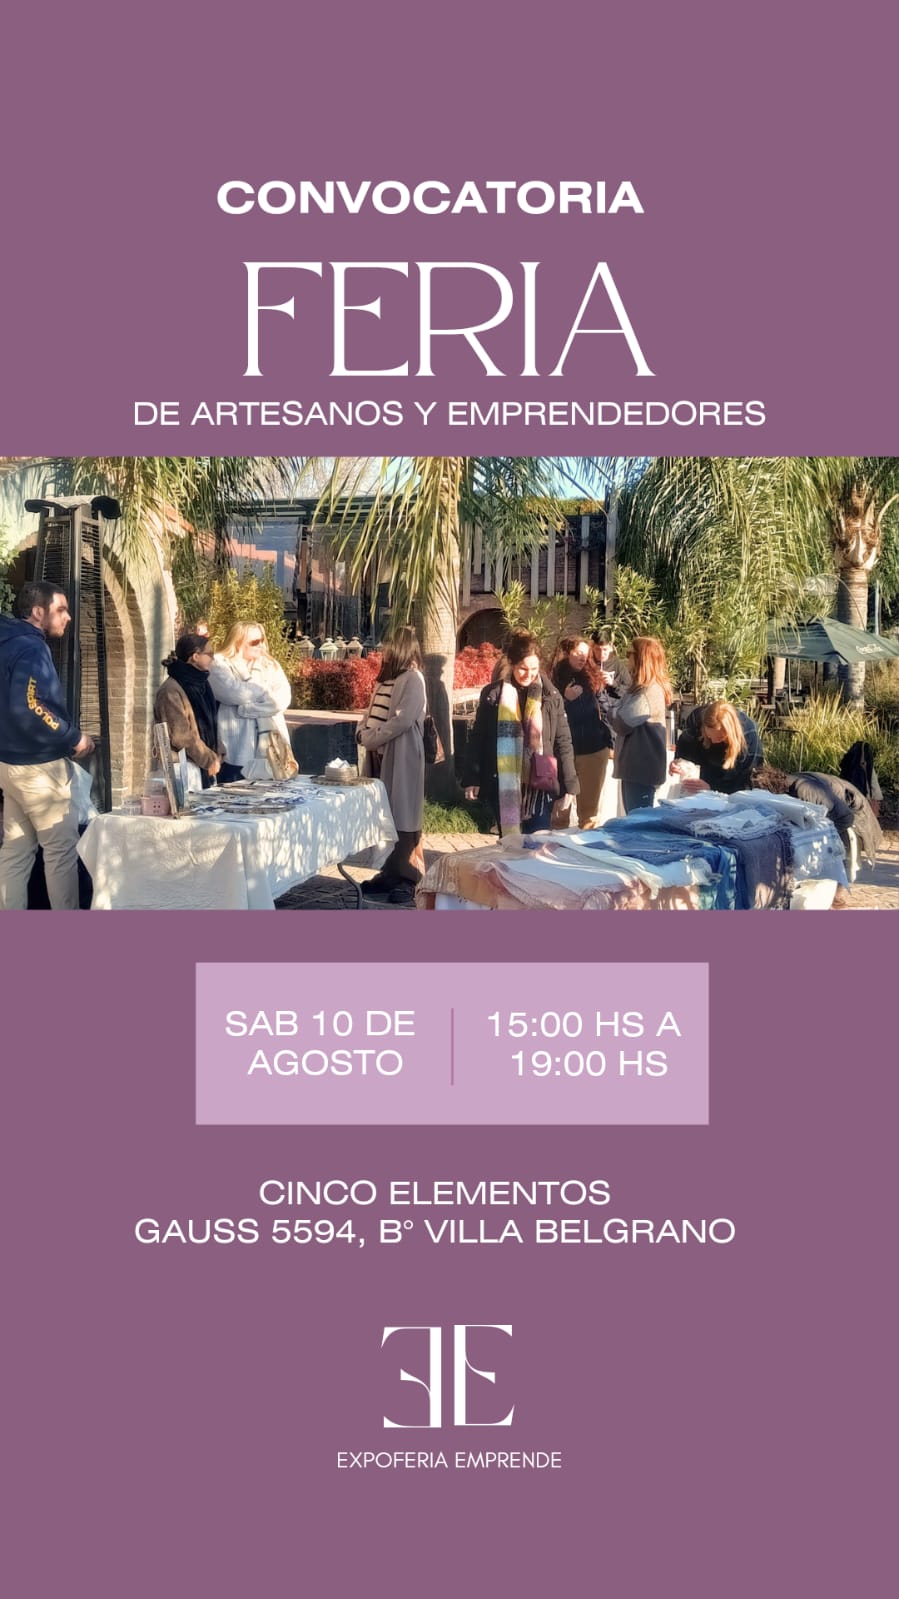 CONVOCATORIA
FERIA
DE ARTESANOS Y EMPRENDEDORES
SAB 10 DE
AGOSTO
15:00 HS A
19:00 HS
CINCO ELEMENTOS
GAUSS 5594, B° VILLA BELGRANO
EXPOFERIA EMPRENDE